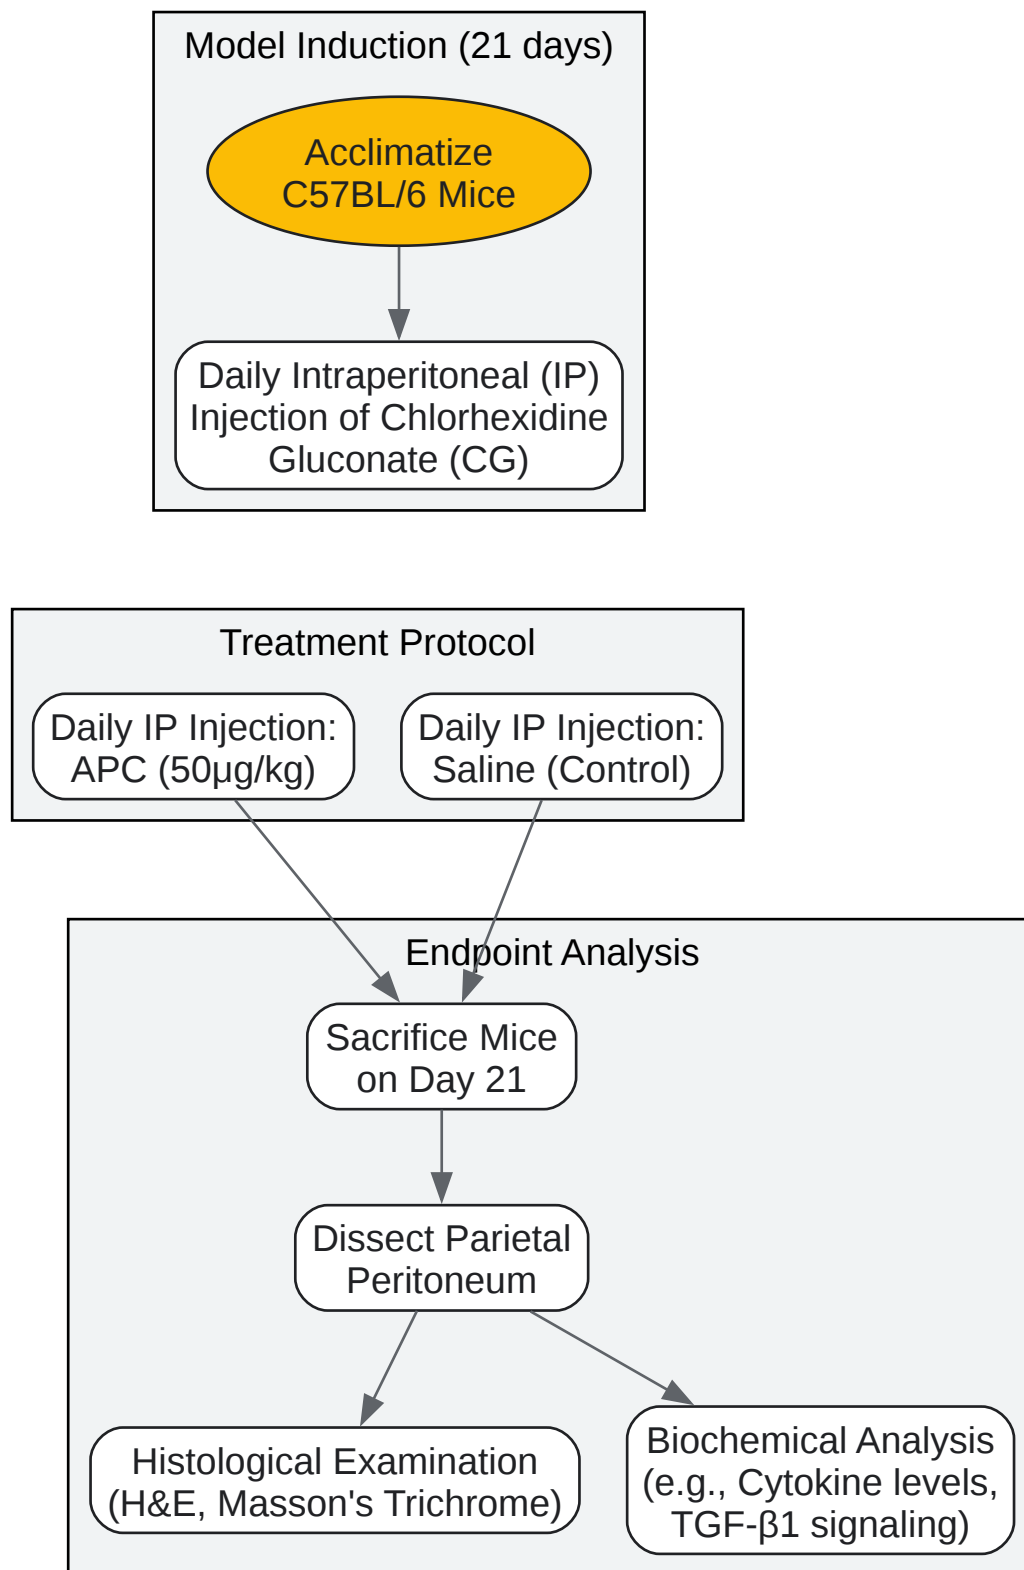 Model Induction (21 days)
Acclimatize
C57BL/6 Mice
Daily Intraperitoneal (IP)
Injection of Chlorhexidine
Gluconate (CG)
Treatment Protocol
Daily IP Injection:
APC (50μg/kg)
Daily IP Injection:
Saline (Control)
Endpoint Analysis
Sacrifice Mice
on Day 21
Dissect Parietal
Peritoneum
Histological Examination
(H&E, Masson's Trichrome)
Biochemical Analysis
(e.g., Cytokine levels,
TGF-β1 signaling)